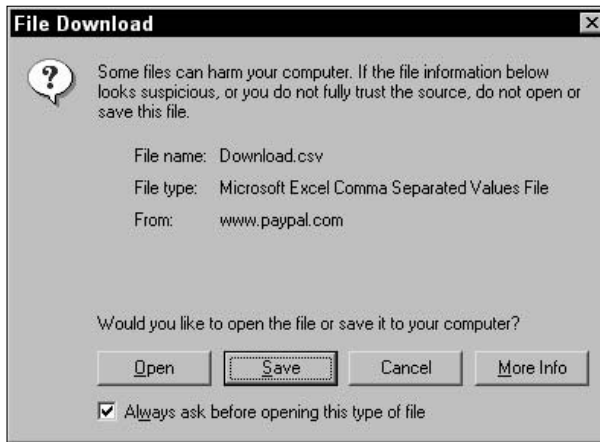 File Download
Some files can harm your computer. If the file information below
looks suspicious, or you do not fully trust the source, do not open or
save this file.
File name: Download.csv
File type: Microsoft Excel Comma Separated Values File
From: www.paypal.com
Would you like to open the file or save it to your computer?
Open Save Cancel More Info
Always ask before opening this type of file